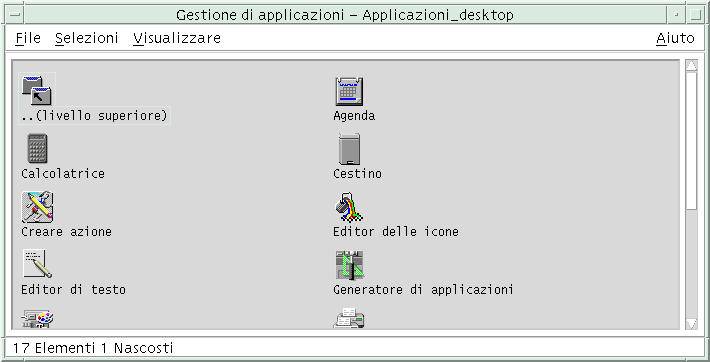 Gestione di applicazioni – Applicazioni_desktop
File Selezioni Visualizzare Aiuto
..(livello superiore) Agenda
Calcolatrice Cestino
Creare azione Editor delle icone
Editor di testo Generatore di applicazioni
17 Elementi 1 Nascosti